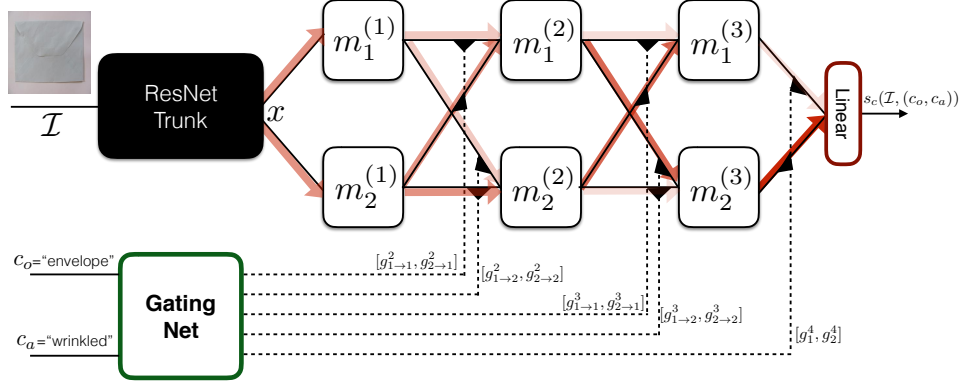 m_1^{(1)} m_1^{(2)} m_1^{(3)}
ResNet
Trunk
𝓘
x
Linear
s_c(𝓘, (c_o, c_a))
m_2^{(1)} m_2^{(2)} m_2^{(3)}
[g^2_{1→1}, g^2_{2→1}]
c_o="envelope"
[g^2_{1→2}, g^2_{2→2}]
Gating
Net
[g^3_{1→1}, g^3_{2→1}]
[g^3_{1→2}, g^3_{2→2}]
[g^4_1, g^4_2]
c_a="wrinkled"